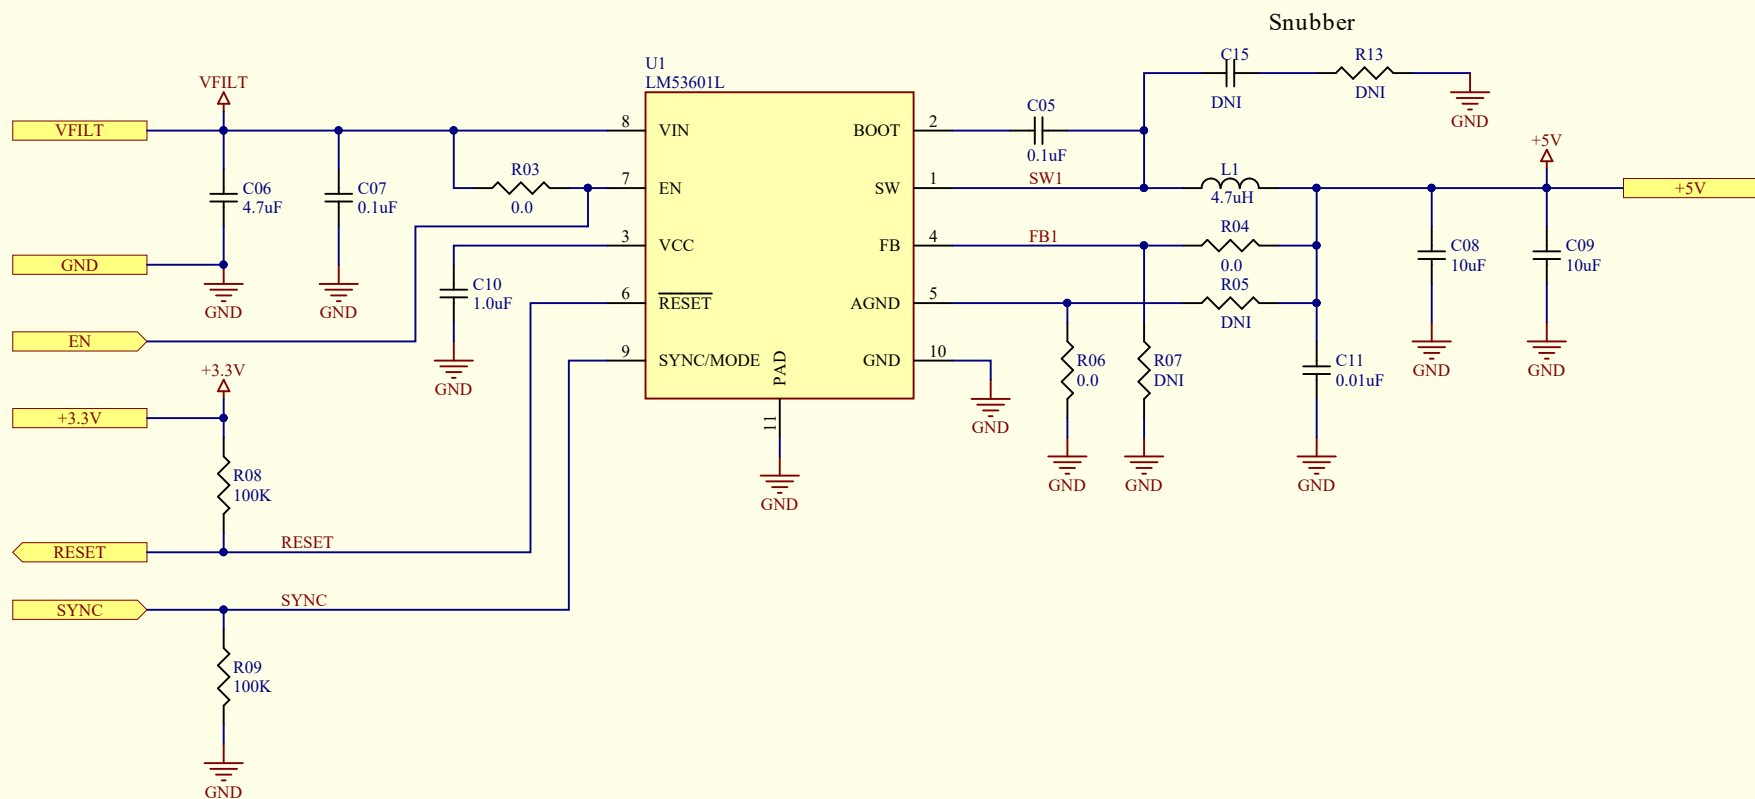 Snubber
C15
DNI
R13
DNI
GND
VFILT
VFILT
U1
LM53601L
8
VIN
BOOT
2
C05
0.1uF
+5V
R03
0.0
7
EN
SW
1
SW1
L1
4.7uH
+5V
C06
4.7uF
C07
0.1uF
3
VCC
FB
4
FB1
R04
0.0
C08
10uF
C09
10uF
GND
GND
GND
C10
1.0uF
6
RESET
AGND
5
R05
DNI
EN
9
SYNC/MODE
PAD
GND
10
R06
0.0
R07
DNI
C11
0.01uF
GND
GND
+3.3V
GND
GND
+3.3V
11
GND
GND
GND
GND
R08
100K
RESET
RESET
SYNC
SYNC
R09
100K
GND